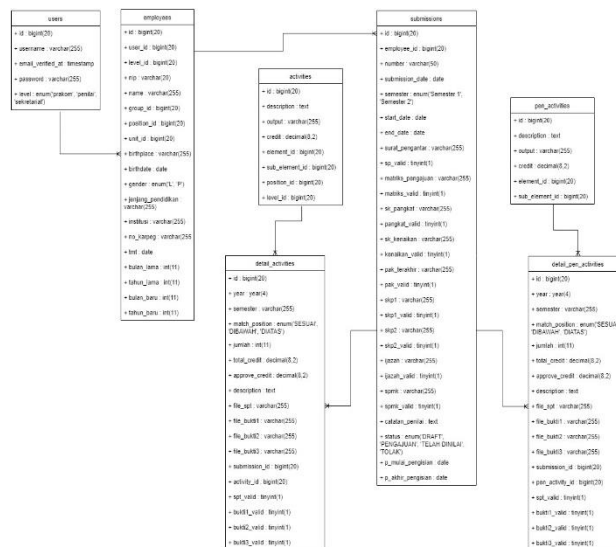 users
+ id : bigint(20)
+ username : varchar(255)
+ email_verified_at : timestamp
+ password : varchar(255)
+ level : enum('prakom', 'penilai'
'sekretariat')
employees
+ id : bigint(20)
+ user_id : bigint(20)
+ level_id : bigint(20)
+ nip : varchar(20)
+ name : varchar(255)
+ group_id : bigint(20)
+ position_id : bigint(20)
+ unit_id : bigint(20)
+ birthplace : varchar(255)
+ birthdate : date
+ gender : enum('L', 'P')
+ jenjang_pendidikan :
varchar(255)
+ institusi : varchar(255)
+ no_karpeg : varchar(255)
+ tmt : date
+ bulan_lama : int(11)
+ tahun_lama : int(11)
+ bulan_baru : int(11)
+ tahun_baru : int(11)
activities
+ id : bigint(20)
+ description : text
+ output : varchar(255)
+ credit : decimal(8,2)
+ element_id : bigint(20)
+ sub_element_id : bigint(20)
+ position_id : bigint(20)
+ level_id : bigint(20)
submissions
+ id : bigint(20)
+ employee_id : bigint(20)
+ number : varchar(50)
+ submission_date : date
+ semester : enum('Semester 1',
'Semester 2')
+ start_date : date
+ end_date : date
+ surat_pengantar : varchar(255)
+ sp_valid : tinyint(1)
+ matriks_pengajuan : varchar(255)
+ matriks_valid : tinyint(1)
+ sk_pangkat : varchar(255)
+ pangkat_valid : tinyint(1)
+ sk_kenaikan : varchar(255)
+ kenaikan_valid : tinyint(1)
+ pak_terakhir : varchar(255)
+ pak_valid : tinyint(1)
+ skp1 : varchar(255)
+ skp1_valid : tinyint(1)
+ skp2 : varchar(255)
+ skp2_valid : tinyint(1)
+ ijazah : varchar(255)
+ ijazah_valid : tinyint(1)
+ spmk : varchar(255)
+ spmk_valid : tinyint(1)
+ catatan_penilai : text
+ status : enum('DRAFT',
'PENGAJUAN', 'TELAH DINILAI',
'TOLAK')
+ p_mulai_pengisian : date
+ p_akhir_pengisian : date
pen_activities
+ id : bigint(20)
+ description : text
+ output : varchar(255)
+ credit : decimal(8,2)
+ element_id : bigint(20)
+ sub_element_id : bigint(20)
detail_activities
+ id : bigint(20)
+ year : year(4)
+ semester : varchar(255)
+ match_position : enum('SESUAI',
'DIBAWAH', 'DIATAS')
+ jumlah : int(11)
+ total_credit : decimal(8,2)
+ approve_credit : decimal(8,2)
+ description : text
+ file_spt : varchar(255)
+ file_bukti1 : varchar(255)
+ file_bukti2 : varchar(255)
+ file_bukti3 : varchar(255)
+ submission_id : bigint(20)
+ activity_id : bigint(20)
+ spt_valid : tinyint(1)
+ bukti1_valid : tinyint(1)
+ bukti2_valid : tinyint(1)
+ bukti3_valid : tinyint(1)
detail_pen_activities
+ id : bigint(20)
+ year : year(4)
+ semester : varchar(255)
+ match_position : enum('SESUAI',
'DIBAWAH', 'DIATAS')
+ jumlah : int(11)
+ total_credit : decimal(8,2)
+ approve_credit : decimal(8,2)
+ description : text
+ file_spt : varchar(255)
+ file_bukti1 : varchar(255)
+ file_bukti2 : varchar(255)
+ file_bukti3 : varchar(255)
+ submission_id : bigint(20)
+ pen_activity_id : bigint(20)
+ spt_valid : tinyint(1)
+ bukti1_valid : tinyint(1)
+ bukti2_valid : tinyint(1)
+ bukti3_valid : tinyint(1)